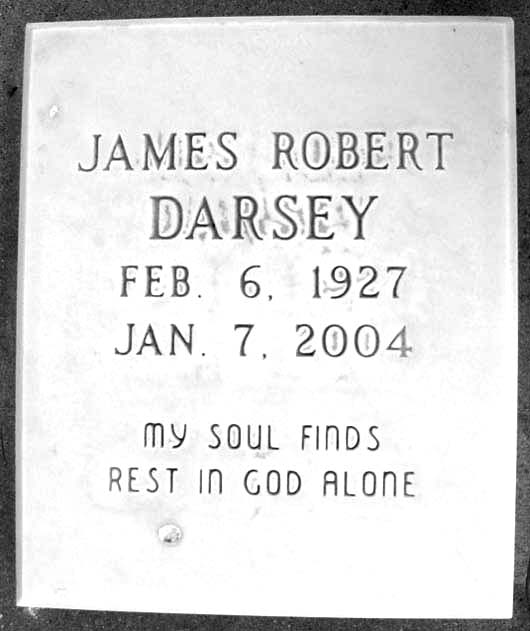 JAMES ROBERT
DARSEY
FEB. 6, 1927
JAN. 7, 2004
MY SOUL FINDS
REST IN GOD ALONE